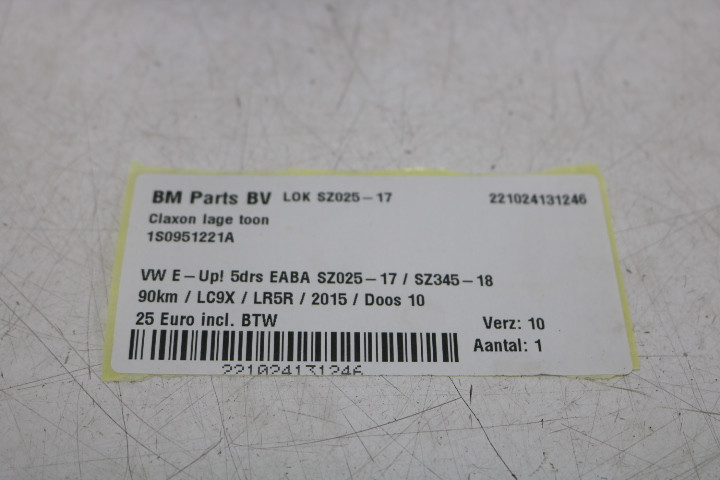 BM Parts BV LOK SZ025-17 221024131246
Claxon lage toon
1S0951221A
VW E-Up! 5drs EABA SZ025-17 / SZ345-18
90km / LC9X / LR5R / 2015 / Doos 10
25 Euro incl. BTW Verz: 10
Aantal: 1
221024131246